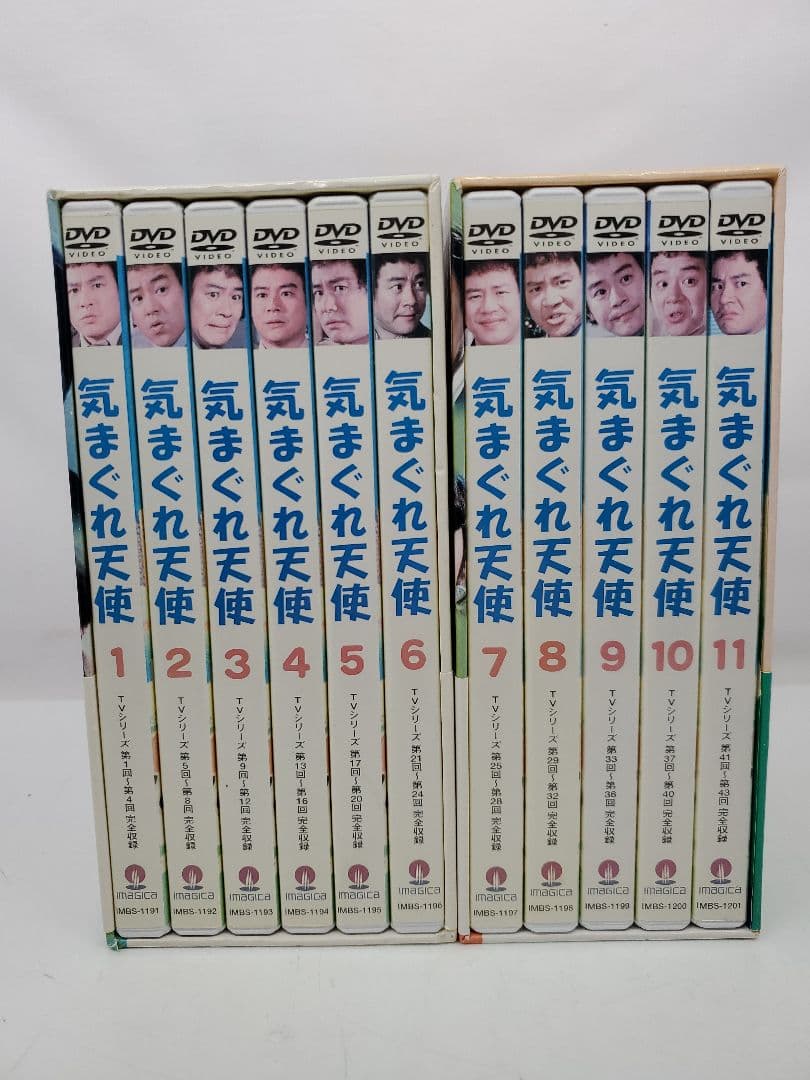 DVD
VIDEO
気まぐれ天使
1
TVシリーズ 第1回~第4回 完全収録
imagica
IMBS-1191
DVD
VIDEO
気まぐれ天使
2
TVシリーズ 第5回~第8回 完全収録
imagica
IMBS-1192
DVD
VIDEO
気まぐれ天使
3
TVシリーズ 第9回~第12回 完全収録
imagica
IMBS-1193
DVD
VIDEO
気まぐれ天使
4
TVシリーズ 第13回~第16回 完全収録
imagica
IMBS-1194
DVD
VIDEO
気まぐれ天使
5
TVシリーズ 第17回~第20回 完全収録
imagica
IMBS-1195
DVD
VIDEO
気まぐれ天使
6
TVシリーズ 第21回~第24回 完全収録
imagica
IMBS-1196
DVD
VIDEO
気まぐれ天使
7
TVシリーズ 第25回~第28回 完全収録
imagica
IMBS-1197
DVD
VIDEO
気まぐれ天使
8
TVシリーズ 第29回~第32回 完全収録
imagica
IMBS-1198
DVD
VIDEO
気まぐれ天使
9
TVシリーズ 第33回~第36回 完全収録
imagica
IMBS-1199
DVD
VIDEO
気まぐれ天使
10
TVシリーズ 第37回~第40回 完全収録
imagica
IMBS-1200
DVD
VIDEO
気まぐれ天使
11
TVシリーズ 第41回~第43回 完全収録
imagica
IMBS-1201